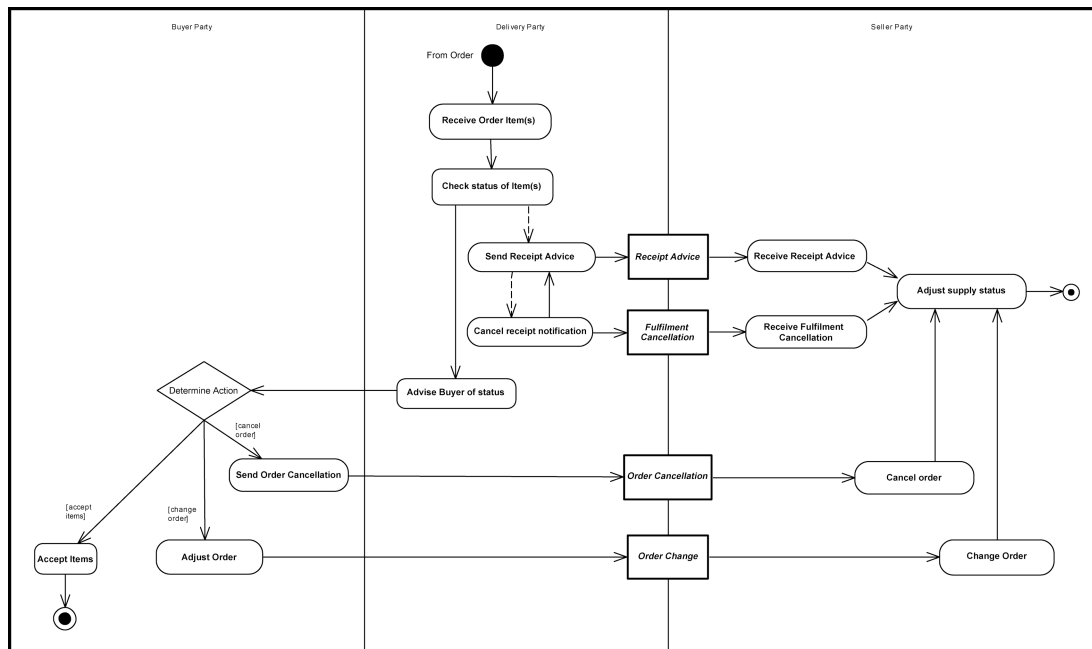 Buyer Party
Delivery Party
Seller Party
From Order
Receive Order Item(s)
Check status of Item(s)
Send Receipt Advice
Receipt Advice
Receive Receipt Advice
Adjust supply status
Cancel receipt notification
Fulfilment
Cancellation
Receive Fulfilment
Cancellation
Determine Action
Advise Buyer of status
[cancel
order]
Send Order Cancellation
Order Cancellation
Cancel order
[accept
items]
[change
order]
Accept Items
Adjust Order
Order Change
Change Order